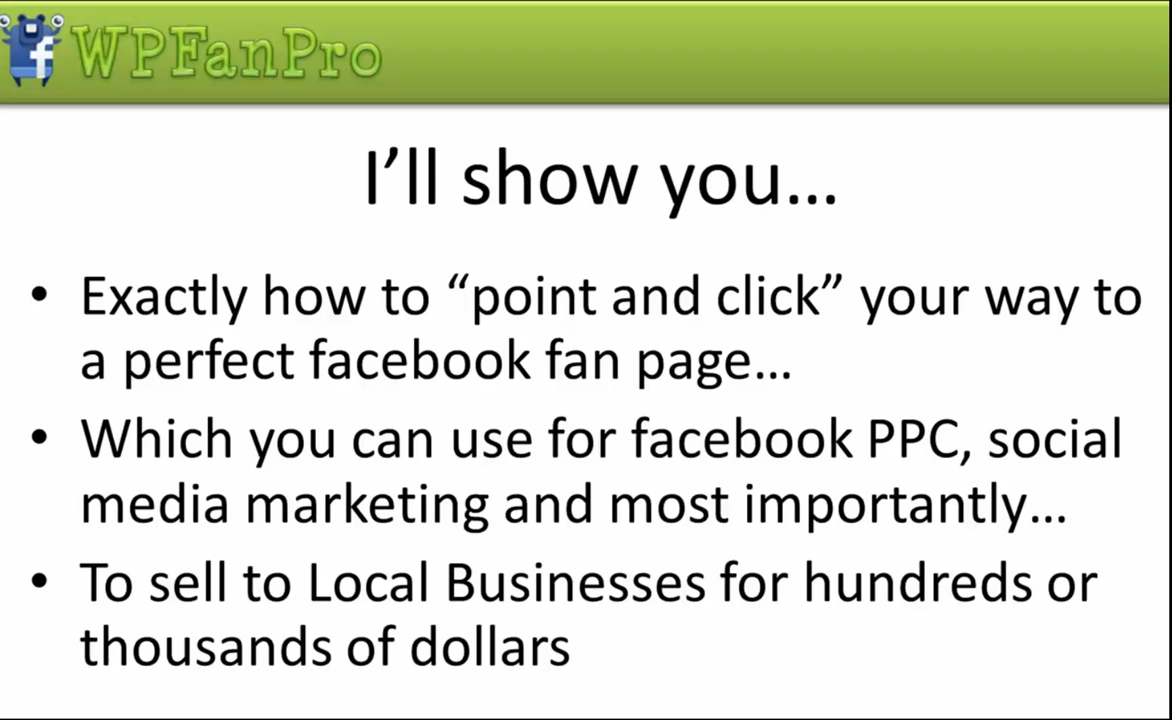 WPFanPro
I’ll show you…
• Exactly how to “point and click” your way to
a perfect facebook fan page…
• Which you can use for facebook PPC, social
media marketing and most importantly…
• To sell to Local Businesses for hundreds or
thousands of dollars